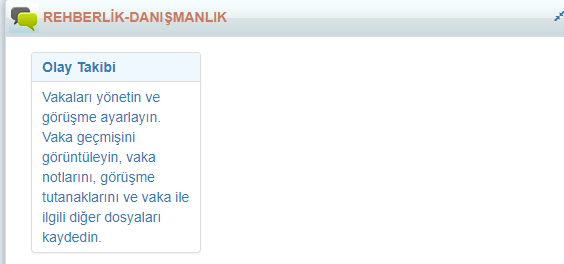 REHBERLİK-DANIŞMANLIK
Olay Takibi
Vakaları yönetin ve
görüşme ayarlayın.
Vaka geçmişini
görüntüleyin, vaka
notlarını, görüşme
tutanaklarını ve vaka ile
ilgili diğer dosyaları
kaydedin.